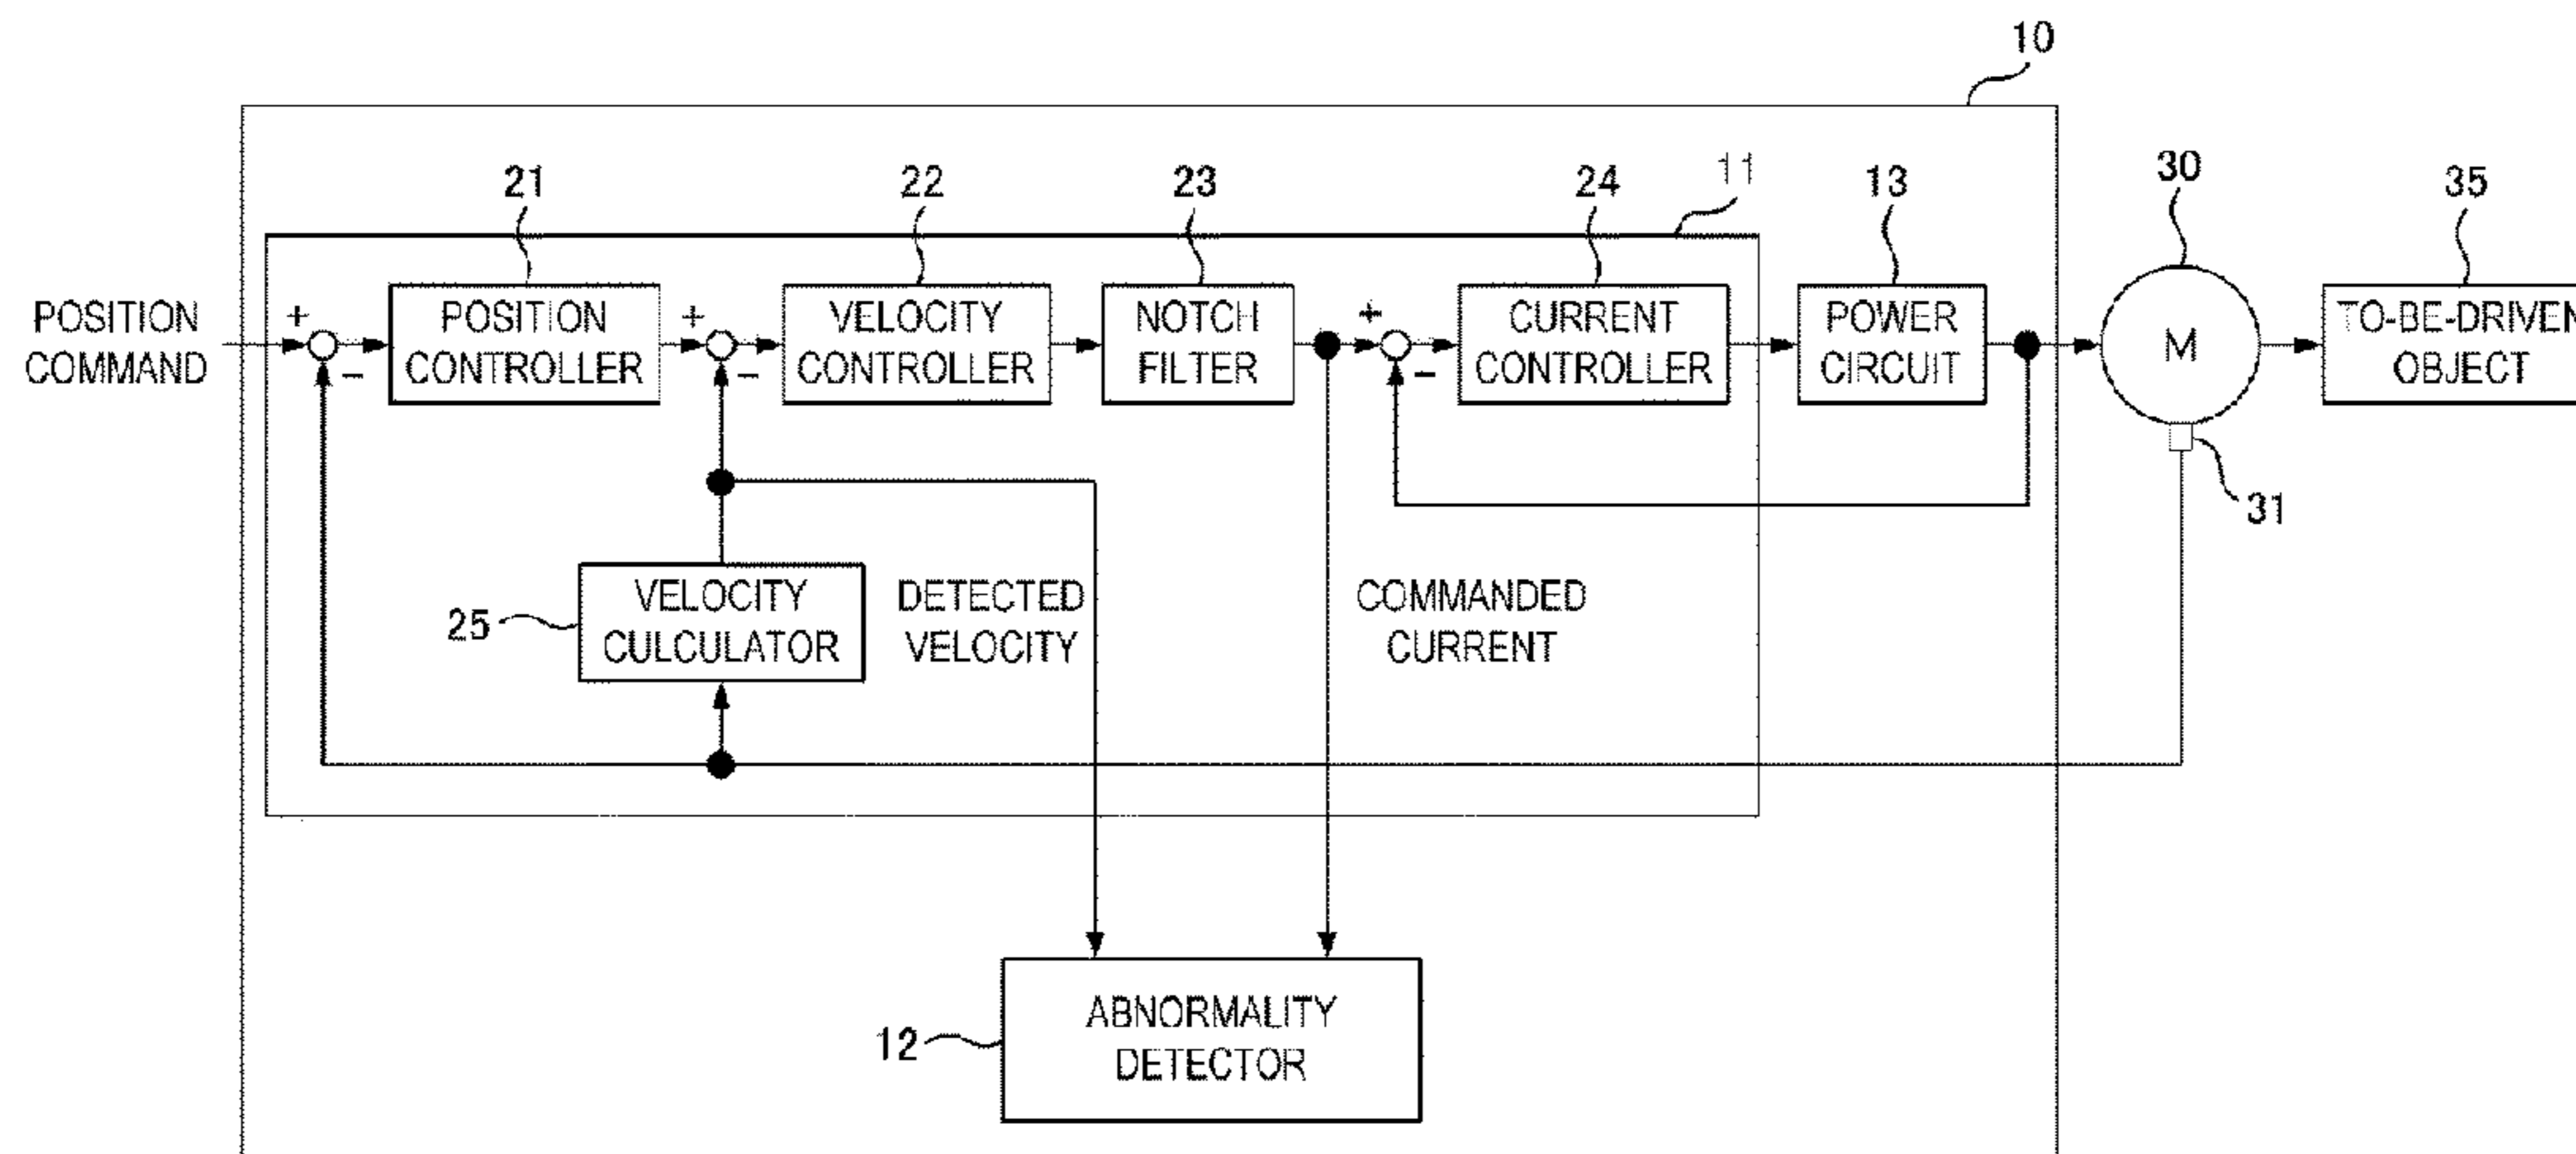 10
21
22
23
24
11
13
30
35
POSITION
COMMAND
+
−
POSITION
CONTROLLER
+
−
VELOCITY
CONTROLLER
NOTCH
FILTER
+
−
CURRENT
CONTROLLER
POWER
CIRCUIT
M
TO-BE-DRIVEN
OBJECT
31
25
VELOCITY
CULCULATOR
DETECTED
VELOCITY
COMMANDED
CURRENT
12
ABNORMALITY
DETECTOR